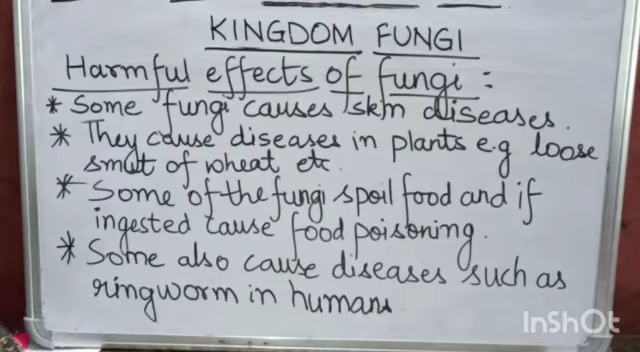 KINGDOM FUNGI
Harmful effects of fungi :
* Some fungi causes skin diseases.
* They cause diseases in plants e.g loose
smut of wheat etc.
* Some of the fungi spoil food and if
ingested cause food poisoning.
* Some also cause diseases such as
ringworm in humans
InShOt